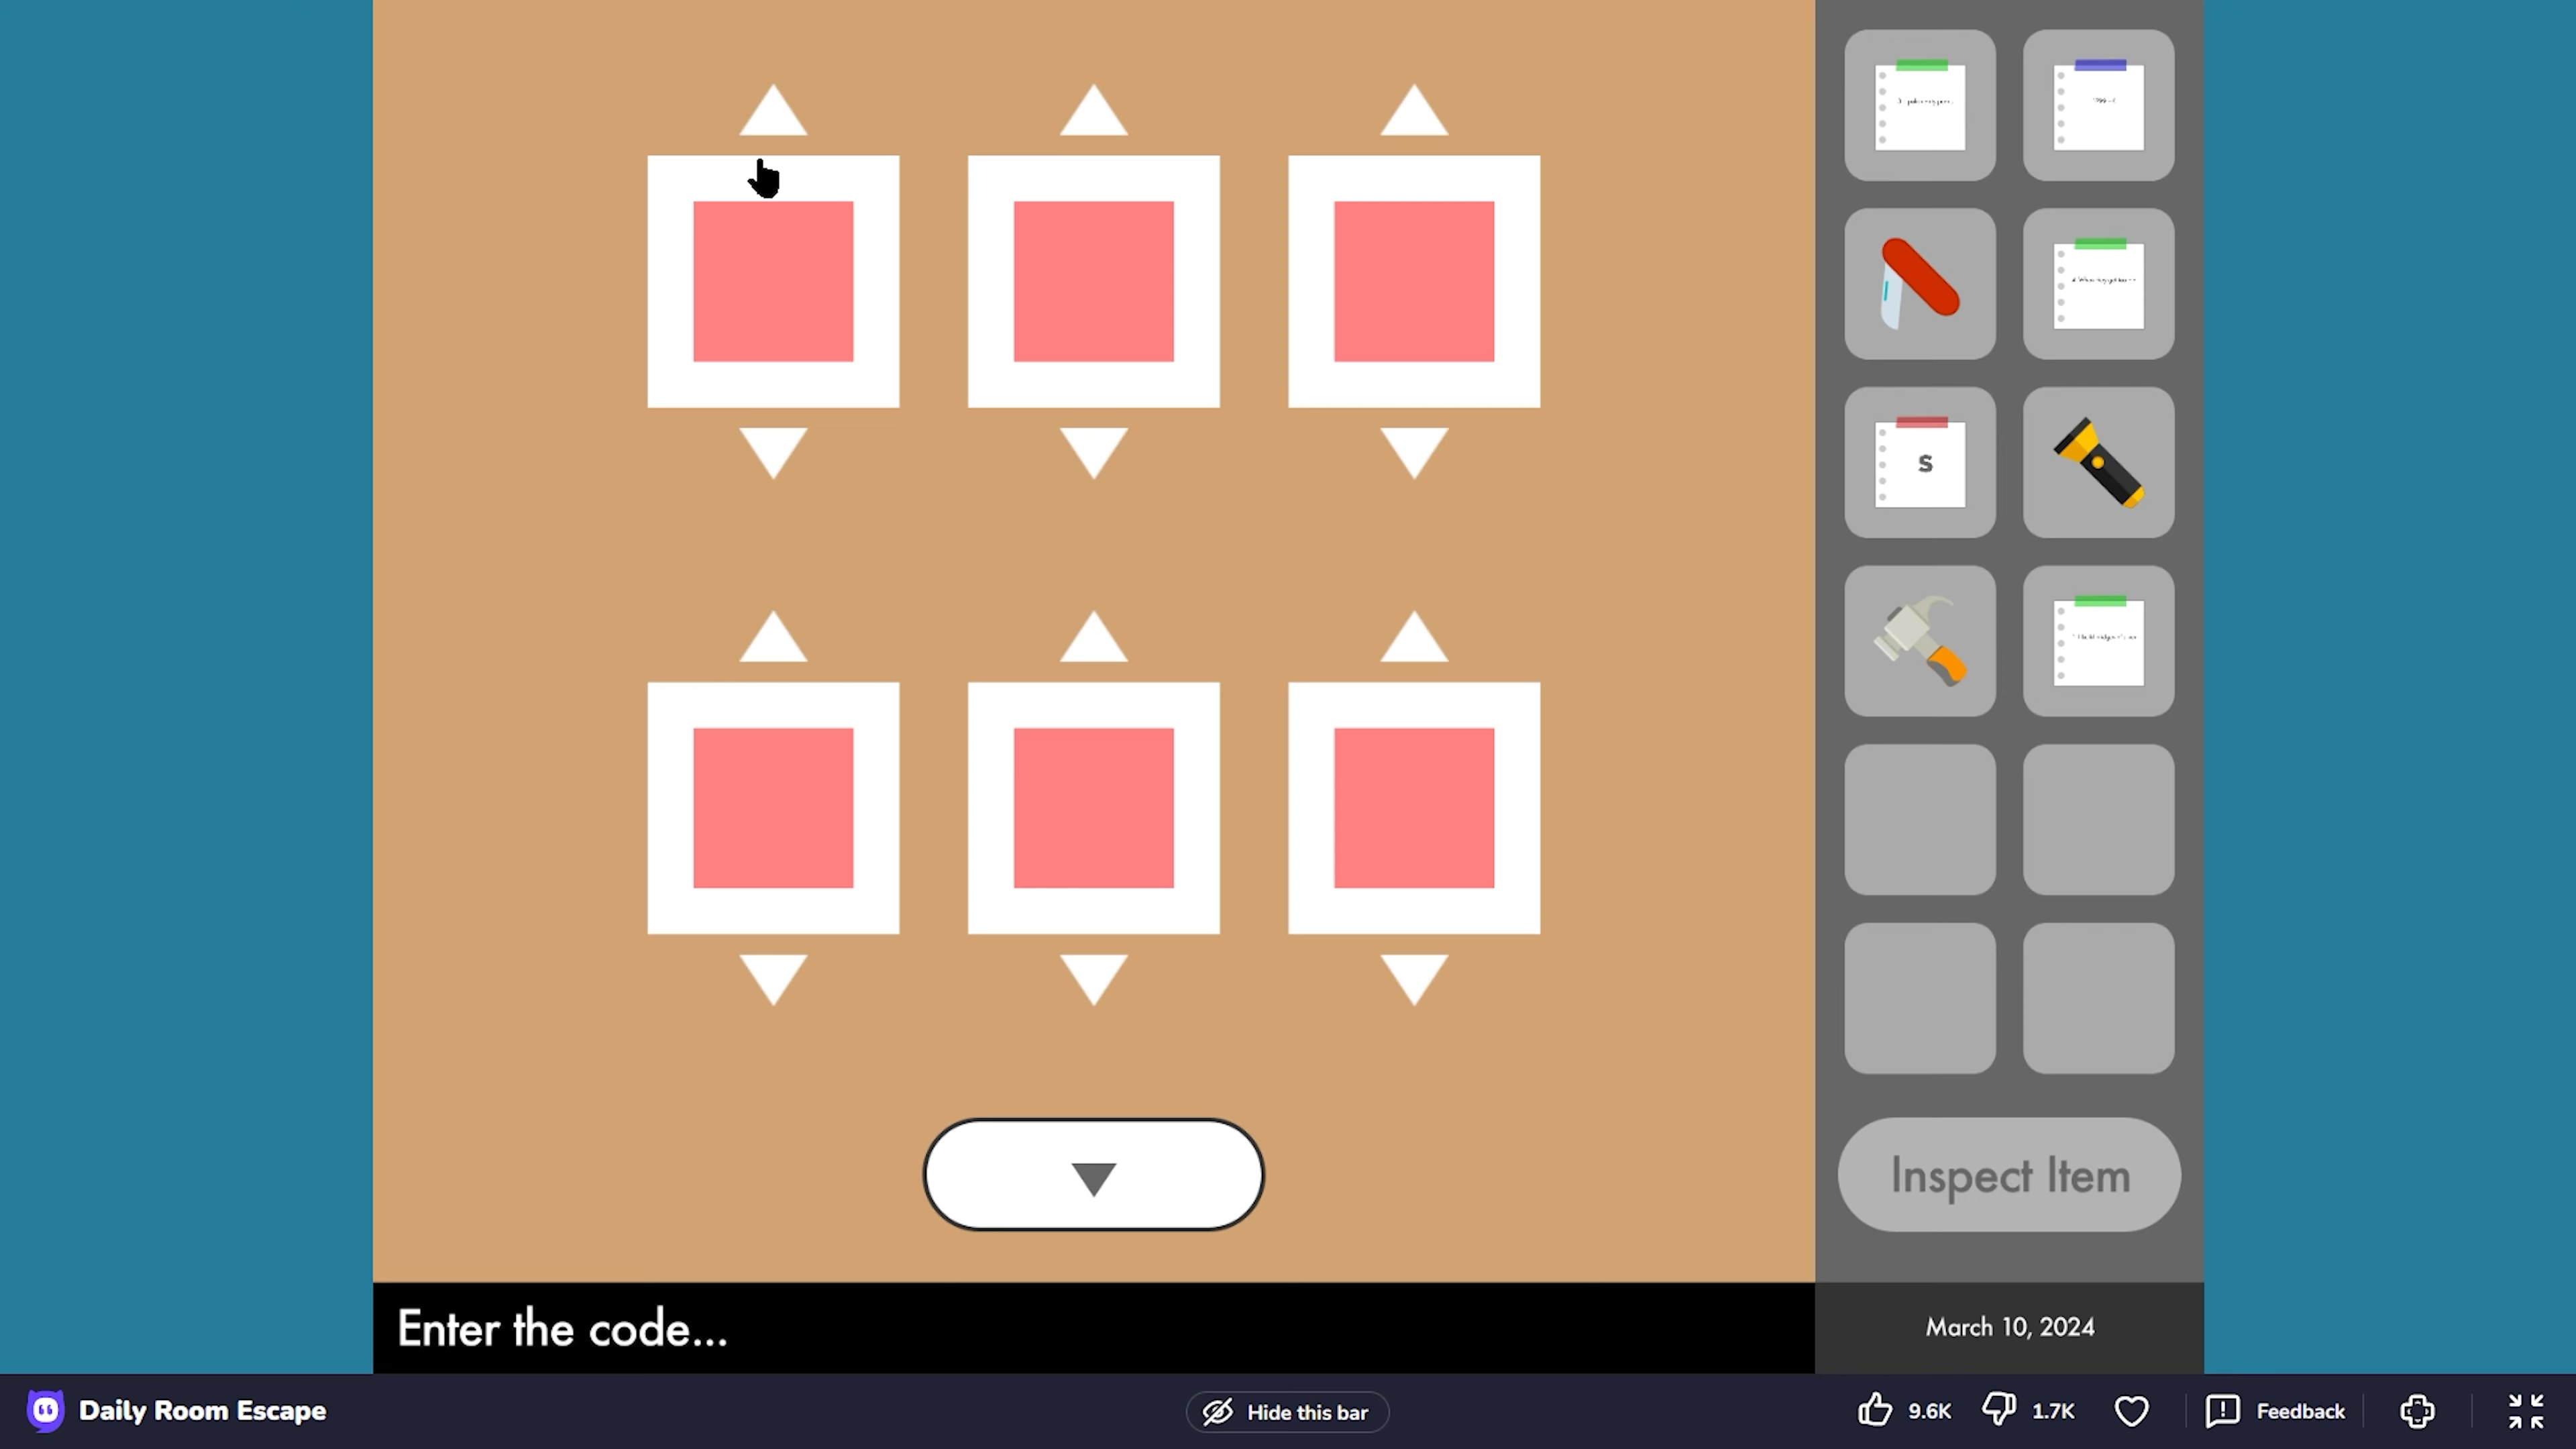 S
Inspect Item
Enter the code...
March 10, 2024
Daily Room Escape
Hide this bar
9.6K
1.7K
Feedback